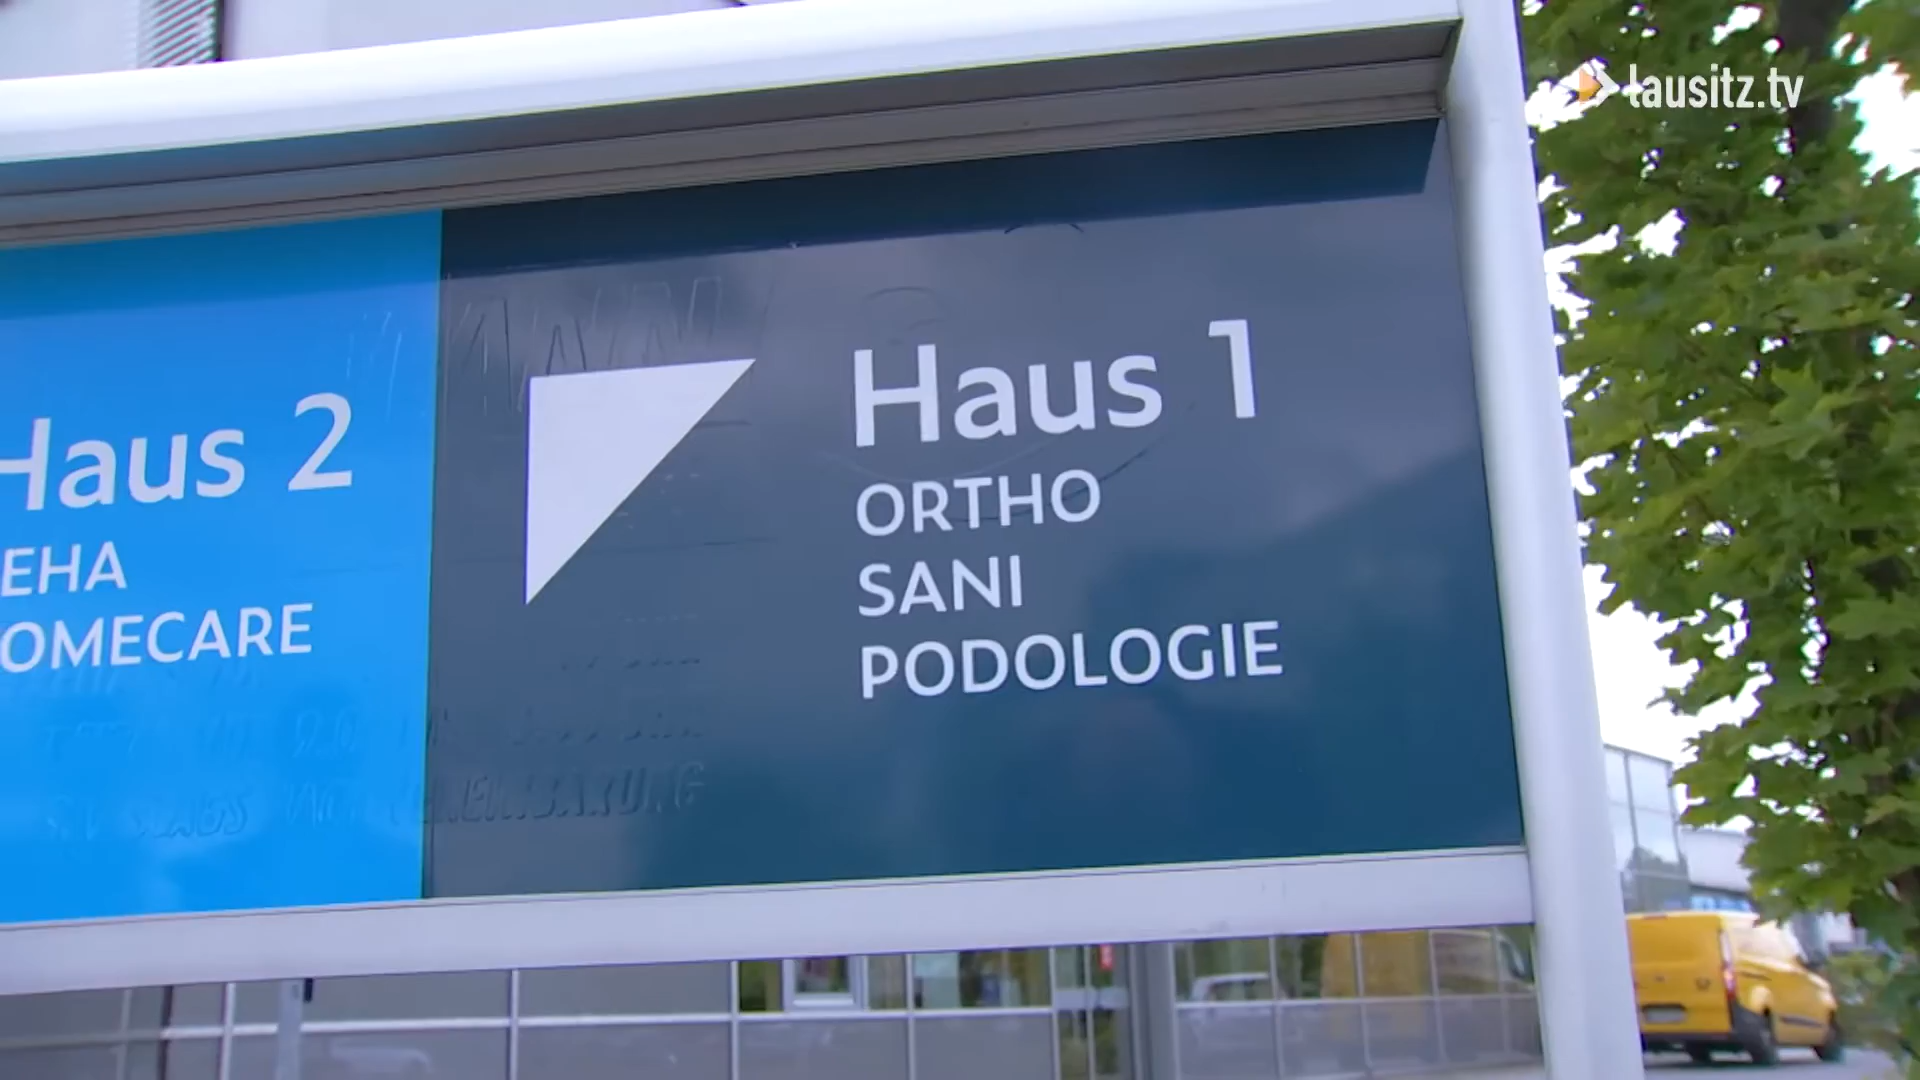 lausitz.tv
Haus 2
EHA
OMECARE
Haus 1
ORTHO
SANI
PODOLOGIE